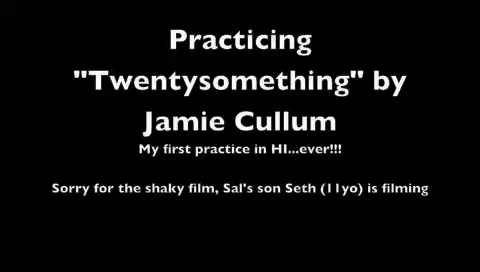 Practicing
"Twentysomething" by
Jamie Cullum
My first practice in HI...ever!!!
Sorry for the shaky film, Sal's son Seth (11yo) is filming